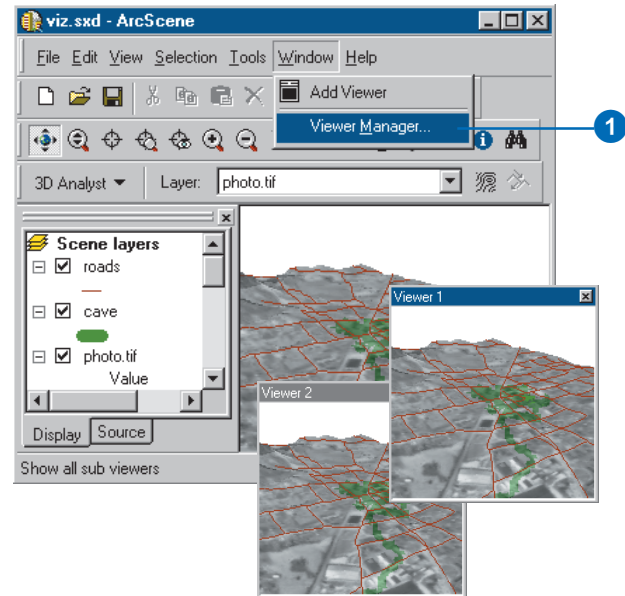 viz.sxd - ArcScene
File Edit View Selection Tools Window Help
Add Viewer
Viewer Manager...
1
3D Analyst Layer: photo.tif
Scene layers
roads
cave
photo.tif
Value
Display Source
Show all sub viewers
Viewer 1
Viewer 2